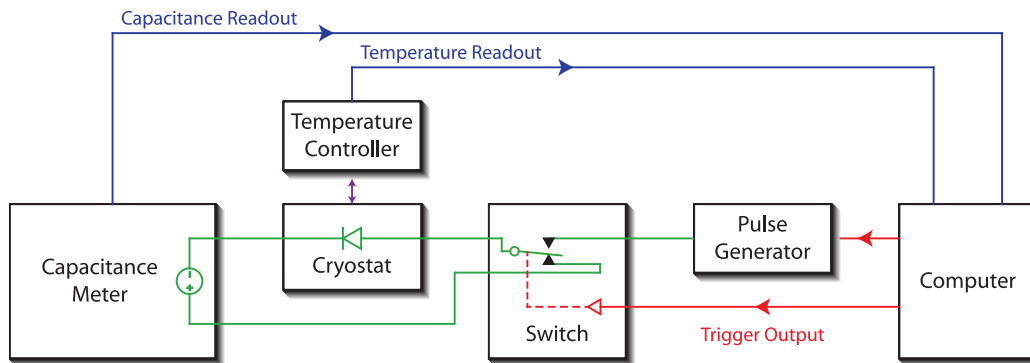 Capacitance Readout
Temperature Readout
Temperature
Controller
Capacitance
Meter
Cryostat
Switch
Pulse
Generator
Computer
Trigger Output